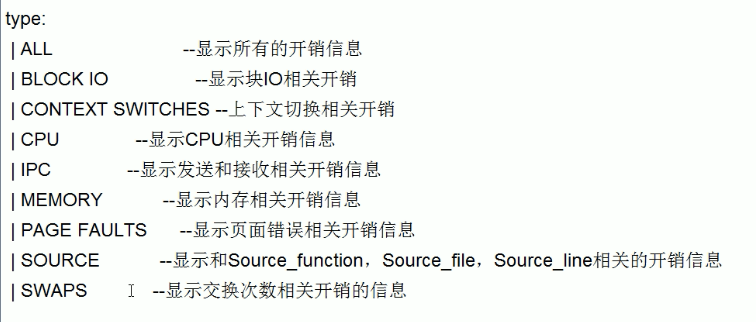 type:
| ALL --显示所有的开销信息
| BLOCK IO --显示块IO相关开销
| CONTEXT SWITCHES --上下文切换相关开销
| CPU --显示CPU相关开销信息
| IPC --显示发送和接收相关开销信息
| MEMORY --显示内存相关开销信息
| PAGE FAULTS --显示页面错误相关开销信息
| SOURCE --显示和Source_function，Source_file，Source_line相关的开销信息
| SWAPS --显示交换次数相关开销的信息